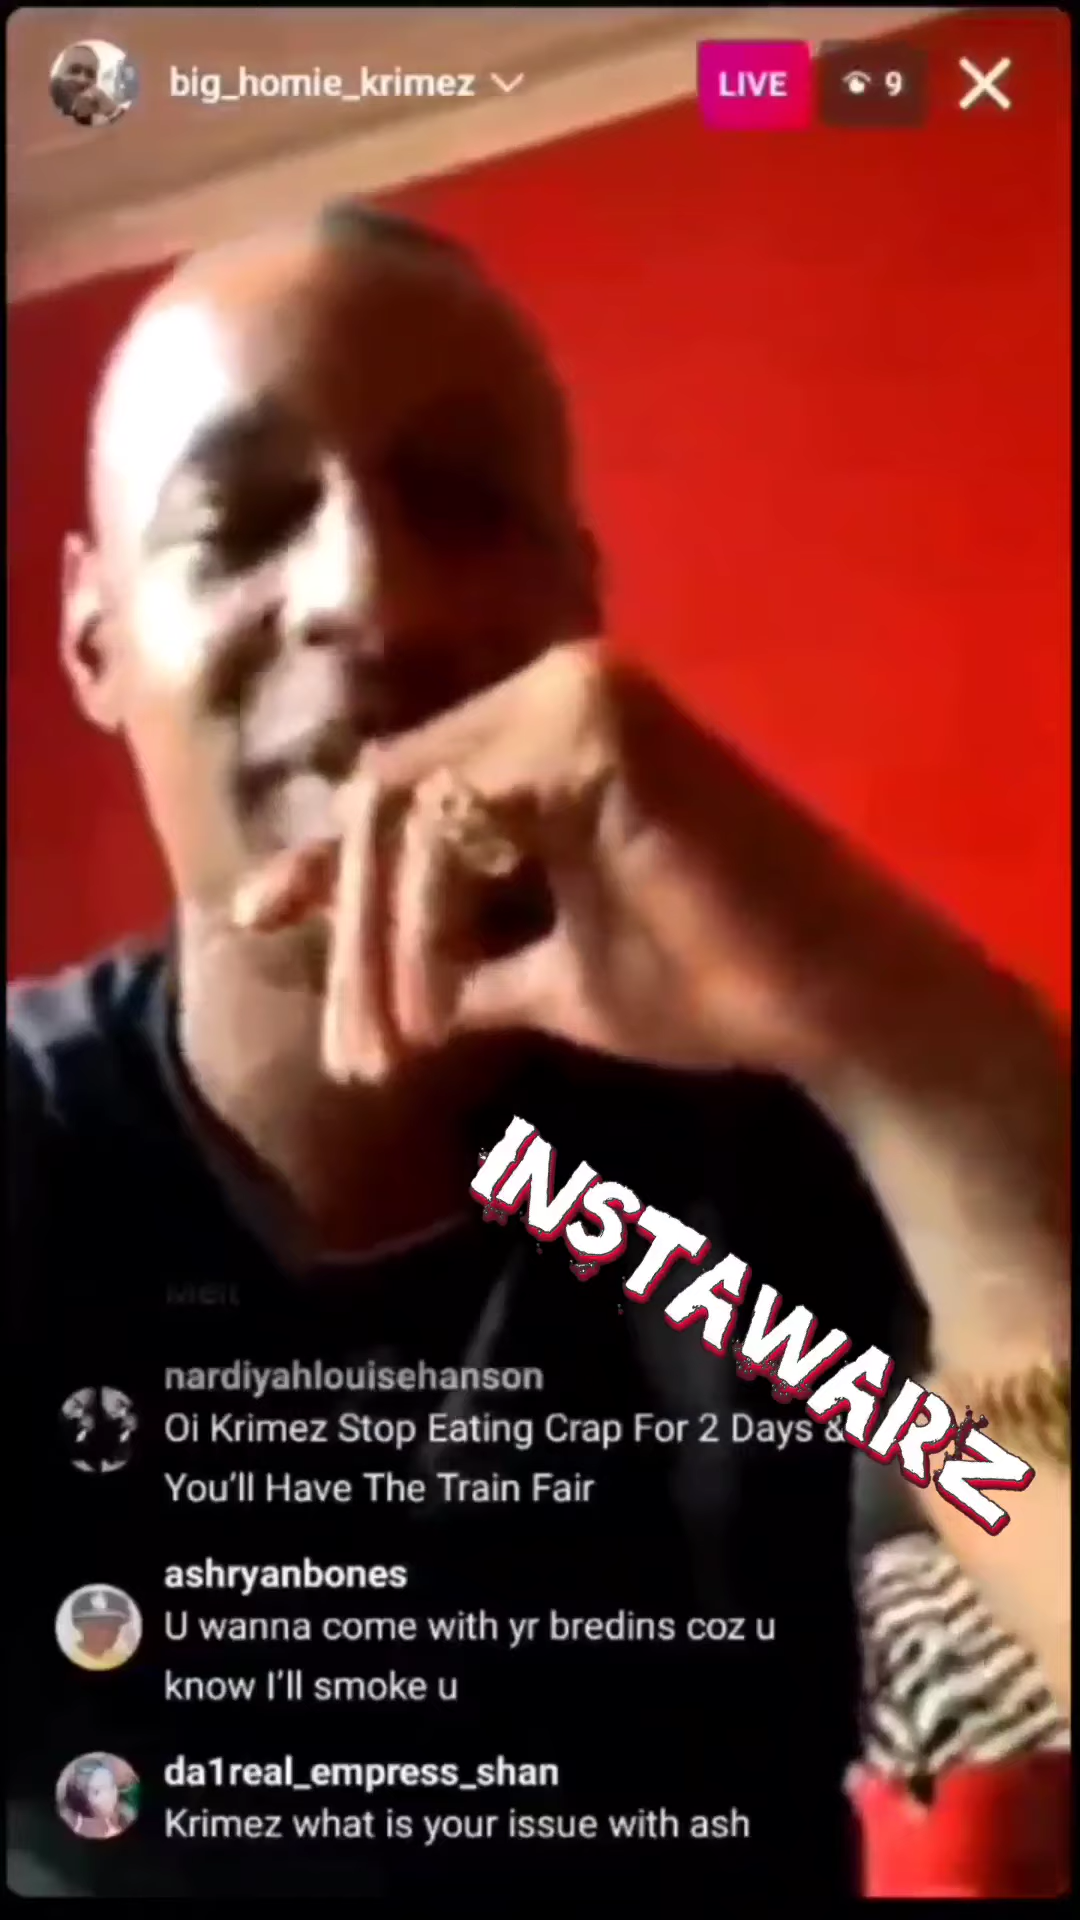 big_homie_krimez
LIVE
9
nardiyahlouisehanson
Oi Krimez Stop Eating Crap For 2 Days &
You'll Have The Train Fair
ashryanbones
U wanna come with yr bredins coz u
know I'll smoke u
da1real_empress_shan
Krimez what is your issue with ash
INSTAWARZ